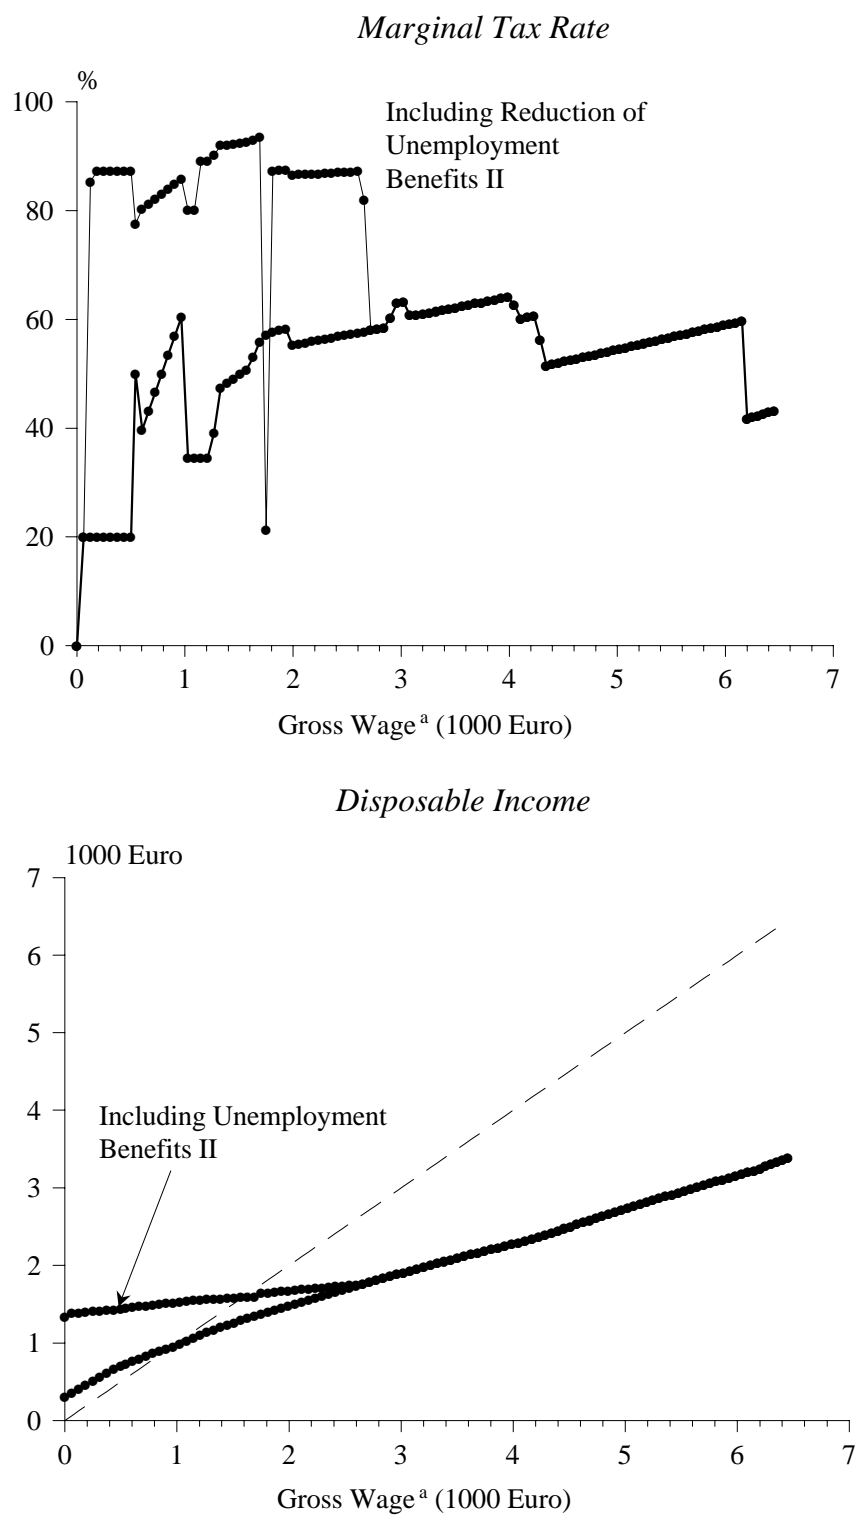 Marginal Tax Rate
%
100
80
60
40
20
0
Including Reduction of
Unemployment
Benefits II
0 1 2 3 4 5 6 7
Gross Wage a (1000 Euro)
Disposable Income
1000 Euro
7
6
5
4
3
2
1
0
Including Unemployment
Benefits II
0 1 2 3 4 5 6 7
Gross Wage a (1000 Euro)